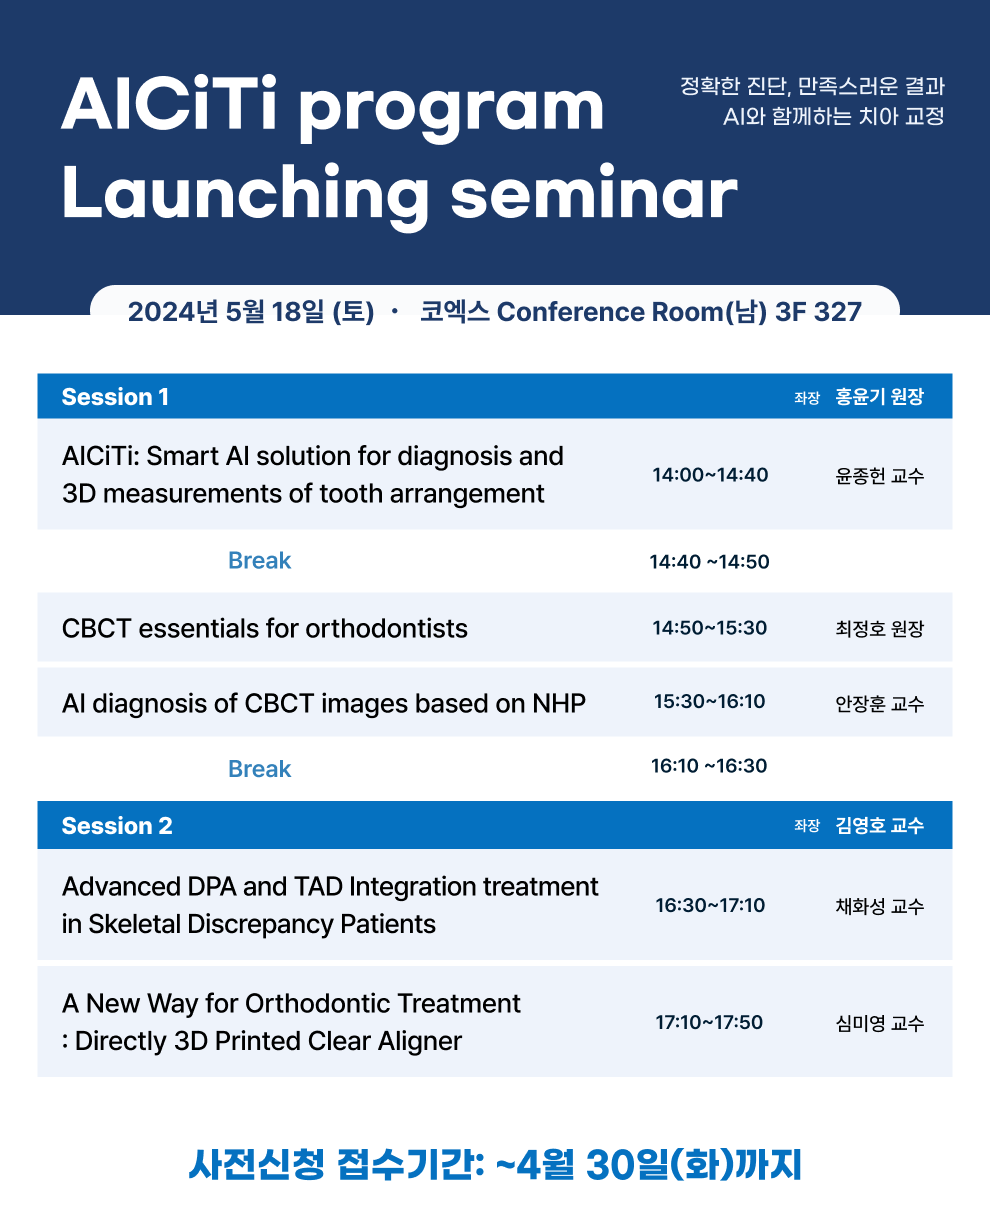 AICiTi program
Launching seminar
정확한 진단, 만족스러운 결과
AI와 함께하는 치아 교정
2024년 5월 18일 (토) · 코엑스 Conference Room(남) 3F 327
Session 1 좌장 홍윤기 원장
AICiTi: Smart AI solution for diagnosis and
3D measurements of tooth arrangement
14:00~14:40 윤종헌 교수
Break 14:40 ~14:50
CBCT essentials for orthodontists 14:50~15:30 최정호 원장
AI diagnosis of CBCT images based on NHP 15:30~16:10 안장훈 교수
Break 16:10 ~16:30
Session 2 좌장 김영호 교수
Advanced DPA and TAD Integration treatment
in Skeletal Discrepancy Patients
16:30~17:10 채화성 교수
A New Way for Orthodontic Treatment
: Directly 3D Printed Clear Aligner
17:10~17:50 심미영 교수
사전신청 접수기간: ~4월 30일(화)까지